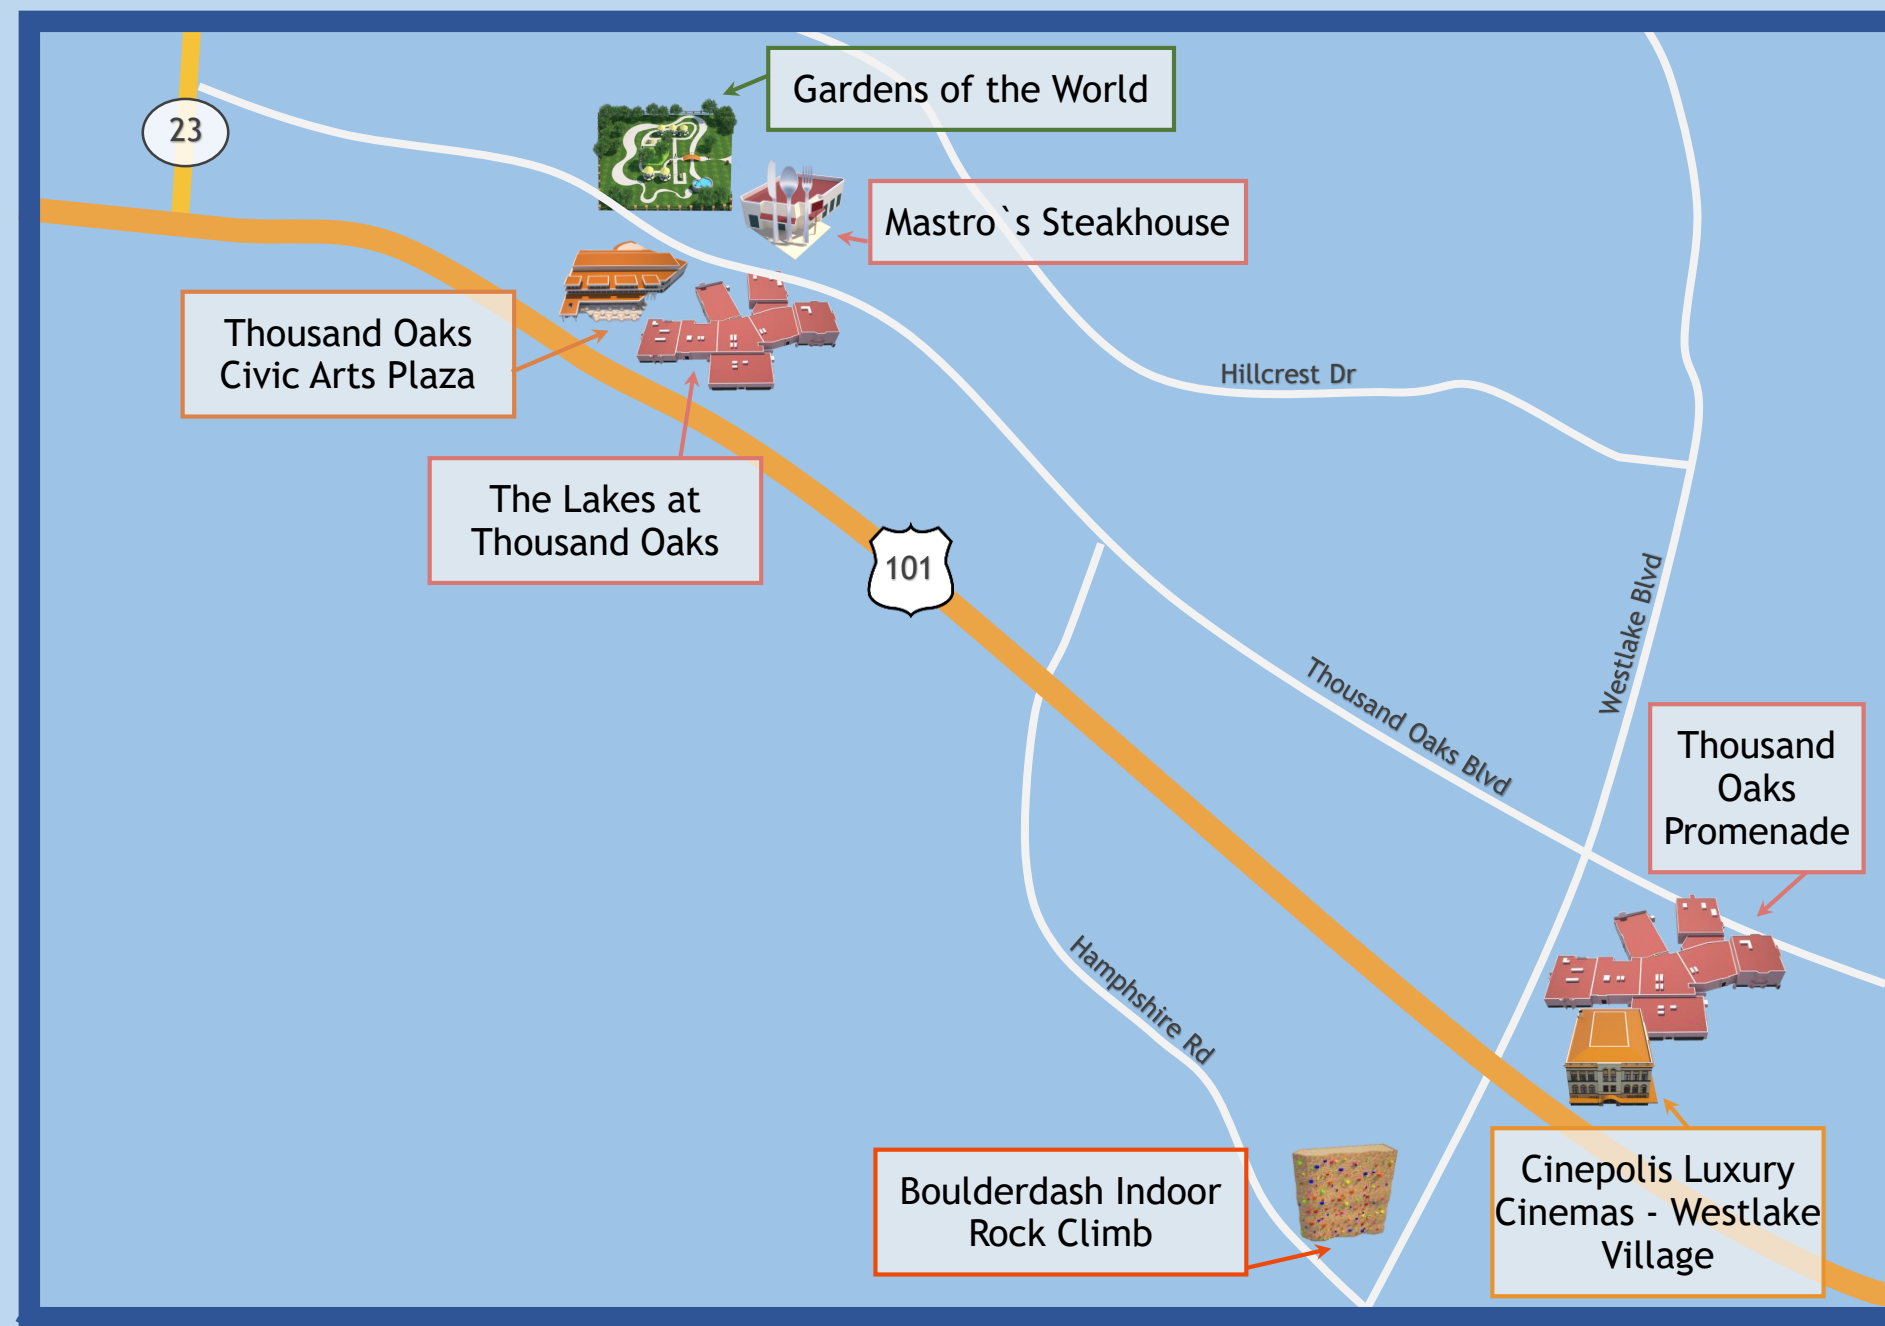 Gardens of the World
23
Mastro`s Steakhouse
Thousand Oaks
Civic Arts Plaza
Hillcrest Dr
The Lakes at
Thousand Oaks
101
Westlake Blvd
Thousand Oaks Blvd
Thousand
Oaks
Promenade
Hamphshire Rd
Boulderdash Indoor
Rock Climb
Cinepolis Luxury
Cinemas - Westlake
Village